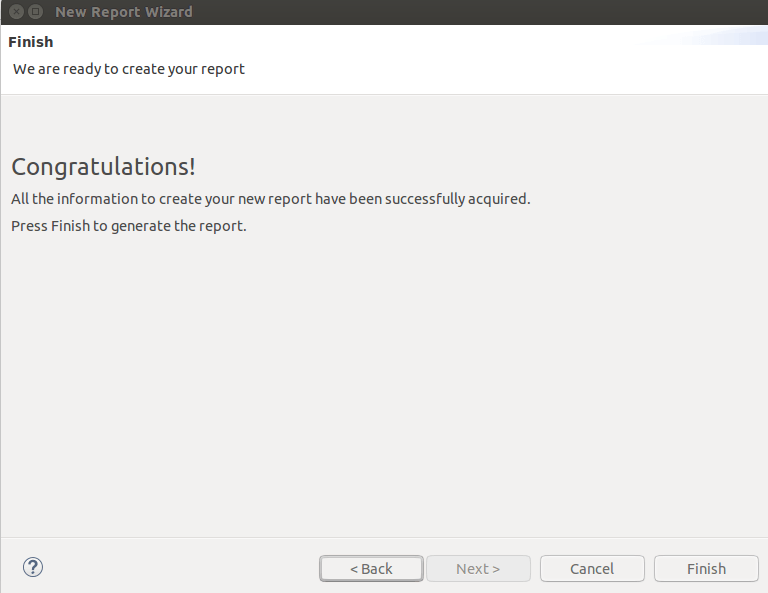 New Report Wizard
Finish
We are ready to create your report
Congratulations!
All the information to create your new report have been successfully acquired.
Press Finish to generate the report.
?
< Back
Next >
Cancel
Finish